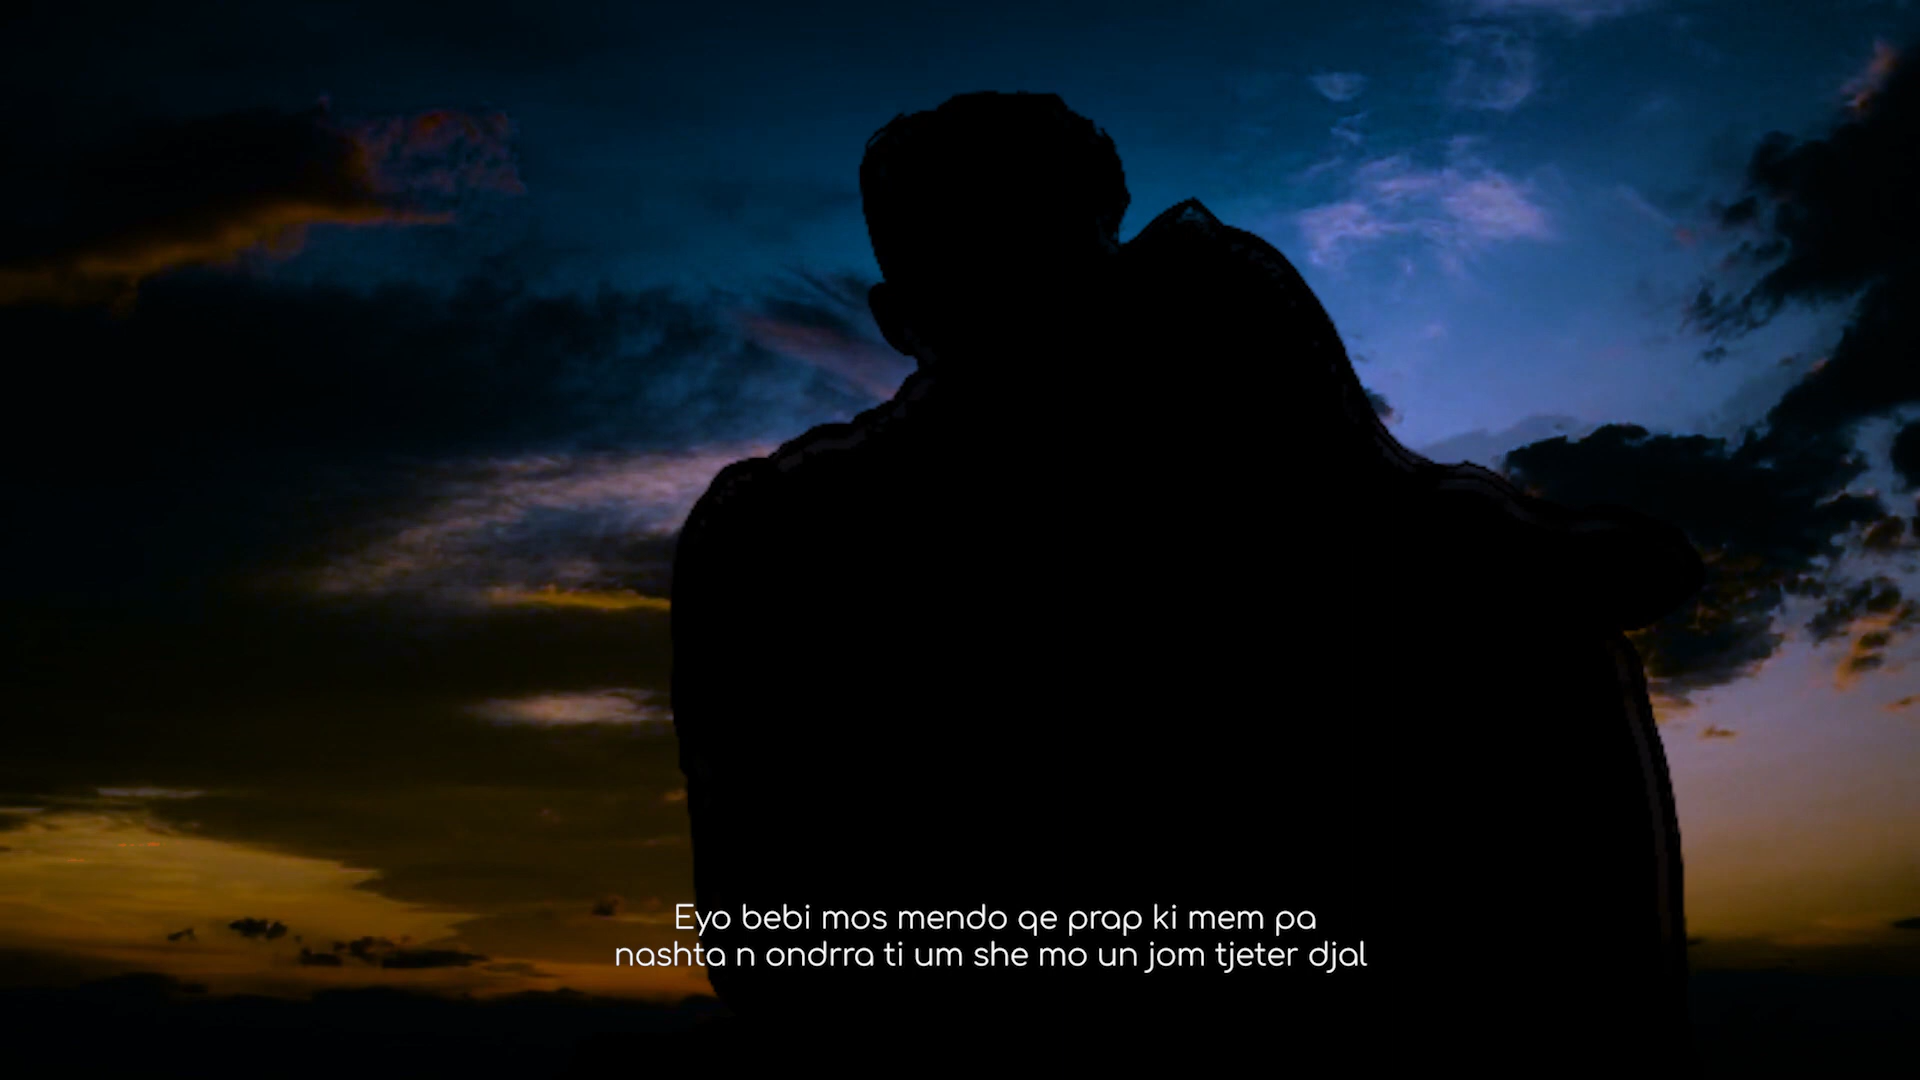 Eyo bebi mos mendo qe prap ki mem pa
nashta n ondrra ti um she mo un jom tjeter djal